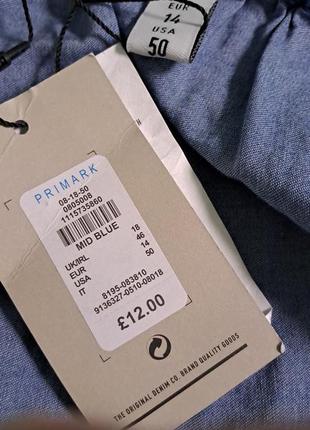 EUR
14
USA
50
PRIMARK
08-18-50
0805008
1115735860
MID BLUE
UK/IRL 18
EUR 46
USA 14
IT 50
8195-083810
9136327-0510-08018
£12.00
THE ORIGINAL DENIM CO. BRAND QUALITY GOODS